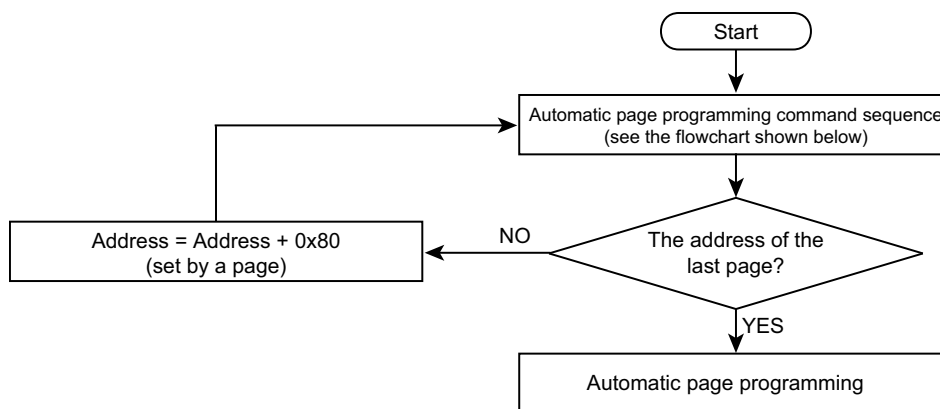 Start
Automatic page programming command sequence
(see the flowchart shown below)
The address of the
last page?
NO
Address = Address + 0x80
(set by a page)
YES
Automatic page programming